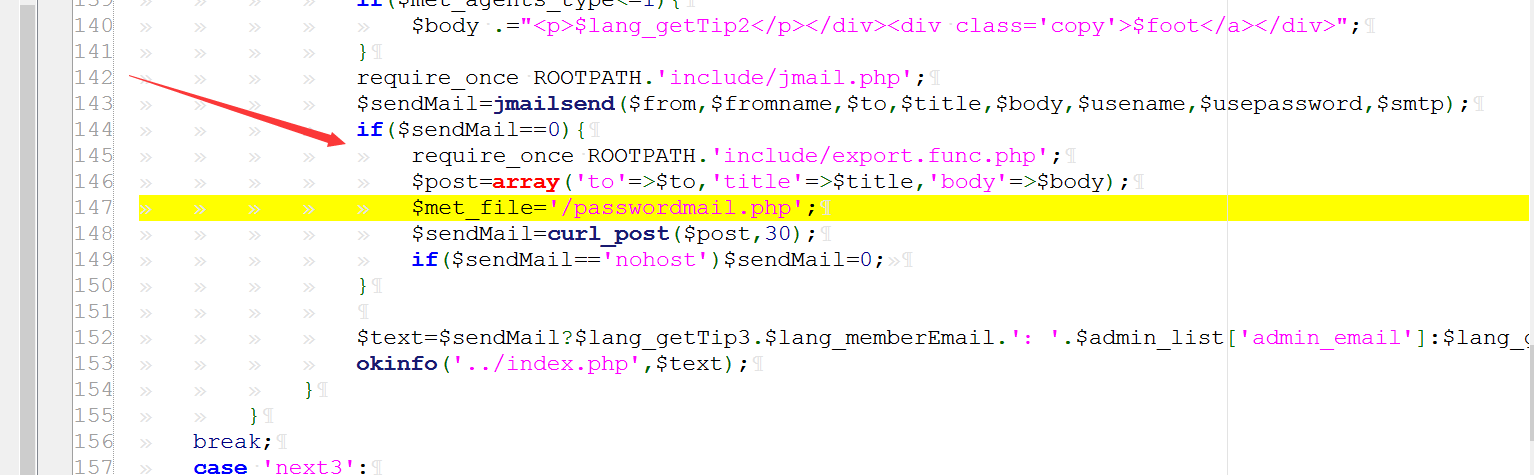 139 if($met_agents_type<=1){
140 $body .="<p>$lang_getTip2</p></div><div class='copy'>$foot</a></div>";
141 }
142 require_once ROOTPATH.'include/jmail.php';
143 $sendMail=jmailsend($from,$fromname,$to,$title,$body,$usename,$usepassword,$smtp);
144 if($sendMail==0){
145 require_once ROOTPATH.'include/export.func.php';
146 $post=array('to'=>$to,'title'=>$title,'body'=>$body);
147 $met_file='/passwordmail.php';
148 $sendMail=curl_post($post,30);
149 if($sendMail=='nohost')$sendMail=0;
150 }
151
152 $text=$sendMail?$lang_getTip3.$lang_memberEmail.': '.$admin_list['admin_email']:$lang_
153 okinfo('../index.php',$text);
154 }
155 }
156 break;
157 case 'next3':